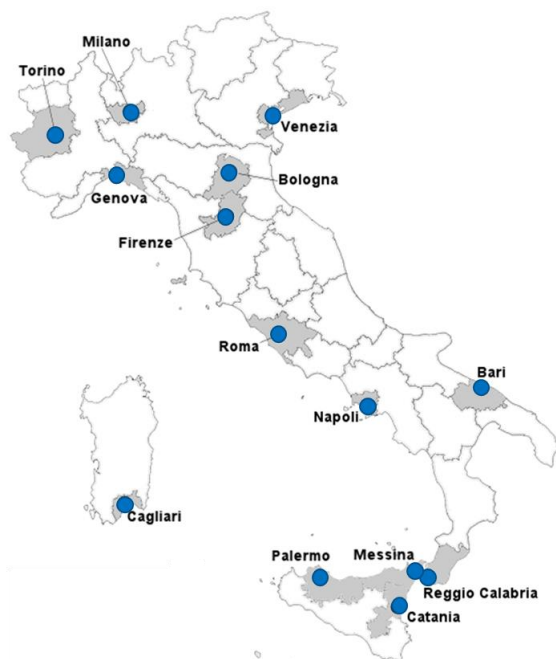 Milano
Torino
Venezia
Bologna
Genova
Firenze
Roma
Bari
Napoli
Cagliari
Palermo
Messina
Reggio Calabria
Catania